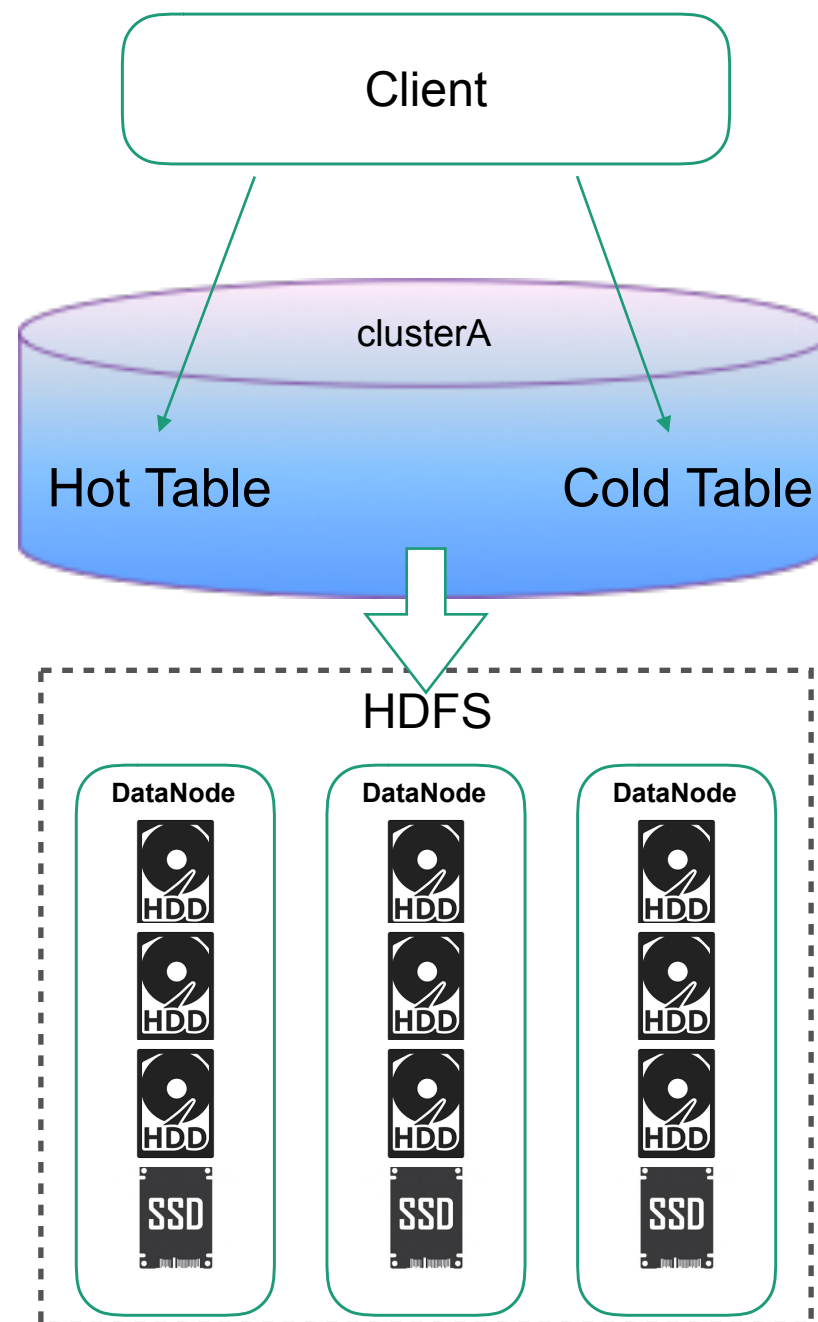 Client
clusterA
Hot Table
Cold Table
HDFS
DataNode
DataNode
DataNode
HDD
HDD
HDD
HDD
HDD
HDD
HDD
HDD
HDD
SSD
SSD
SSD